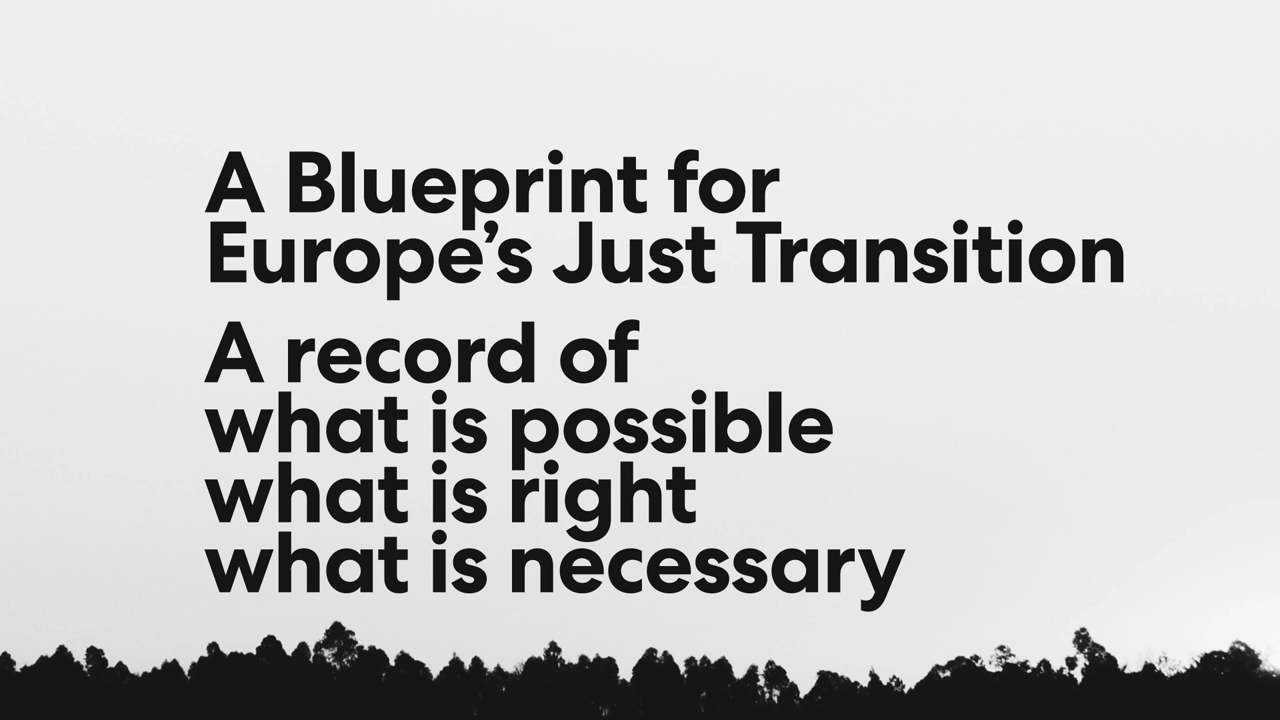 A Blueprint for
Europe’s Just Transition
A record of
what is possible
what is right
what is necessary